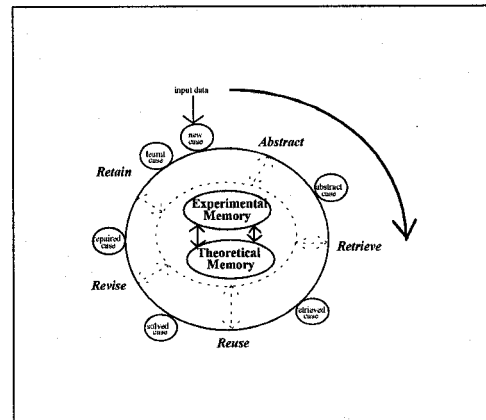 input data
new
case
Abstract
abstract
case
Retrieve
retrieved
case
Reuse
solved
case
Revise
repaired
case
Retain
learnt
case
Experimental
Memory
Theoretical
Memory